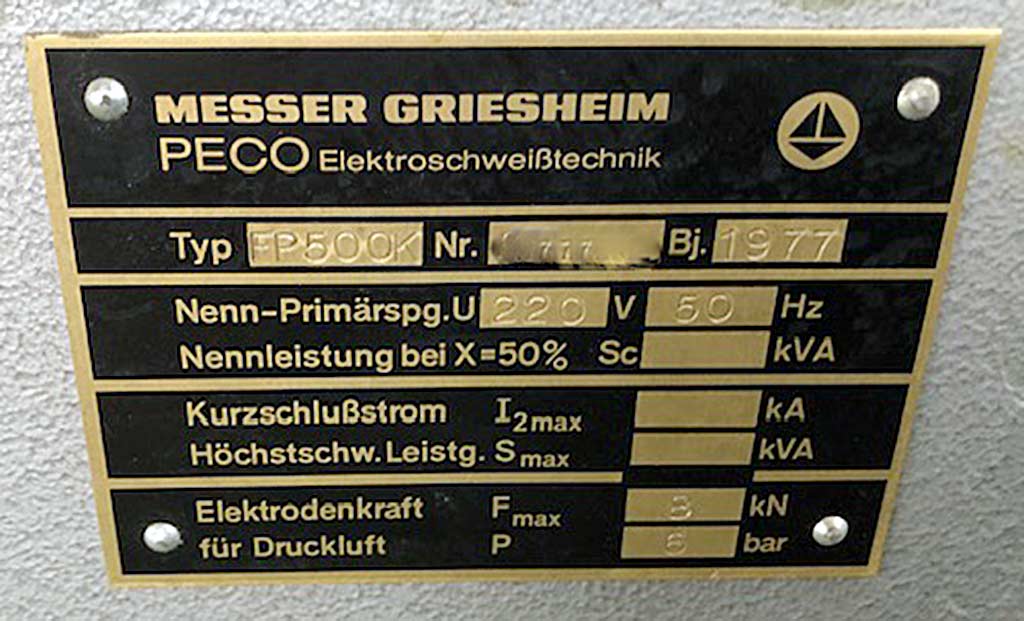 MESSER GRIESHEIM
PECO Elektroschweißtechnik
Typ FP500K Nr. Bj. 1977
Nenn-Primärspg. U 220 V 50 Hz
Nennleistung bei X=50% Sc kVA
Kurzschlußstrom I2max kA
Höchstschw. Leistg. Smax kVA
Elektrodenkraft Fmax kN
für Druckluft P 6 bar